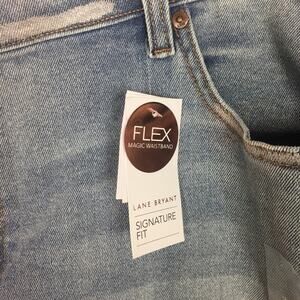 FLEX
MAGIC WAISTBAND
LANE BRYANT
SIGNATURE
FIT